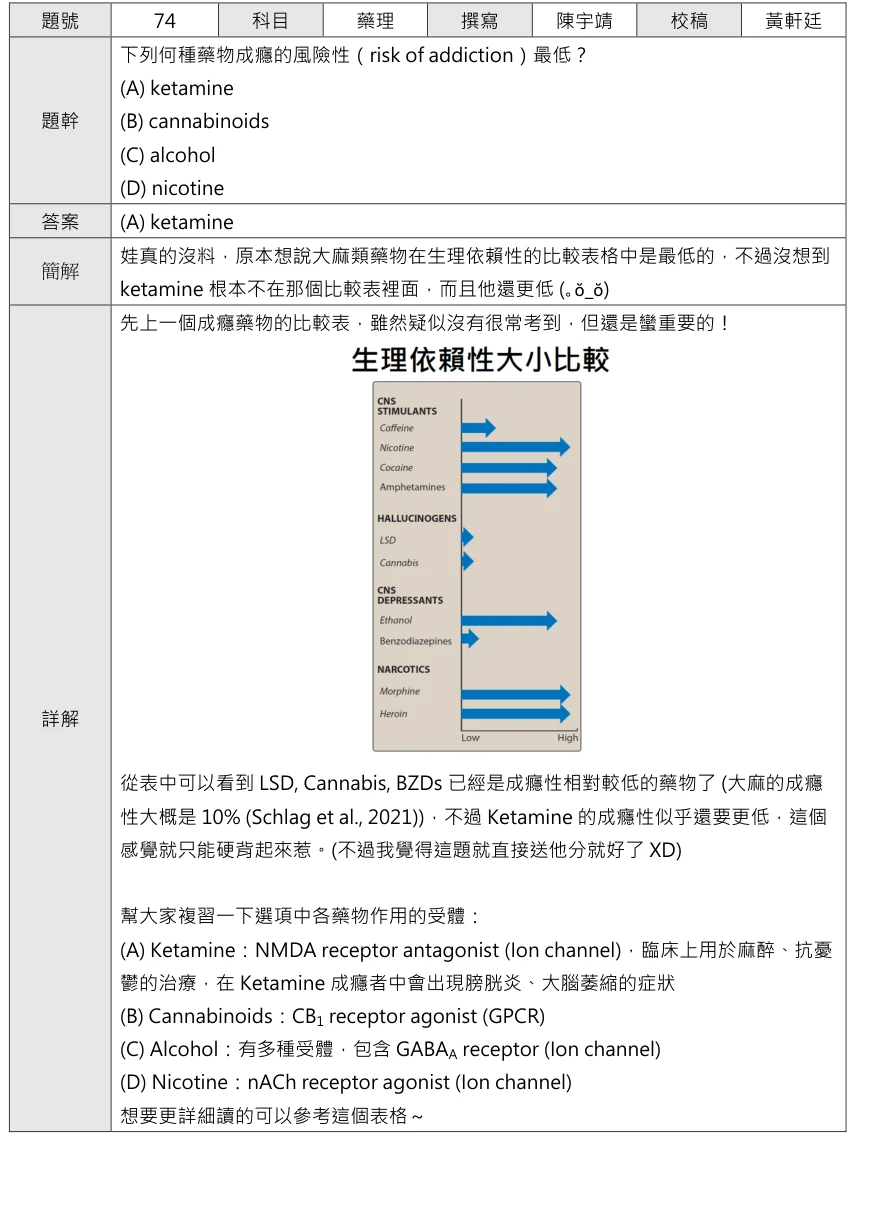 題號 74 科目 藥理 撰寫 陳宇靖 校稿 黃軒廷
題幹
下列何種藥物成癮的風險性（risk of addiction）最低？
(A) ketamine
(B) cannabinoids
(C) alcohol
(D) nicotine
答案
(A) ketamine
簡解
娃真的沒料，原本想說大麻類藥物在生理依賴性的比較表格中是最低的，不過沒想到
ketamine 根本不在那個比較表裡面，而且他還更低 (｡ŏ_ŏ)
詳解
先上一個成癮藥物的比較表，雖然疑似沒有很常考到，但還是蠻重要的！
生理依賴性大小比較
CNS
STIMULANTS
Caffeine
Nicotine
Cocaine
Amphetamines
HALLUCINOGENS
LSD
Cannabis
CNS
DEPRESSANTS
Ethanol
Benzodiazepines
NARCOTICS
Morphine
Heroin
Low High
從表中可以看到 LSD, Cannabis, BZDs 已經是成癮性相對較低的藥物了 (大麻的成癮
性大概是 10% (Schlag et al., 2021))，不過 Ketamine 的成癮性似乎還要更低，這個
感覺就只能硬背起來惹。(不過我覺得這題就直接送他分就好了 XD)
幫大家複習一下選項中各藥物作用的受體：
(A) Ketamine：NMDA receptor antagonist (Ion channel)，臨床上用於麻醉、抗憂
鬱的治療，在 Ketamine 成癮者中會出現膀胱炎、大腦萎縮的症狀
(B) Cannabinoids：CB1 receptor agonist (GPCR)
(C) Alcohol：有多種受體，包含 GABAA receptor (Ion channel)
(D) Nicotine：nACh receptor agonist (Ion channel)
想要更詳細讀的可以參考這個表格～